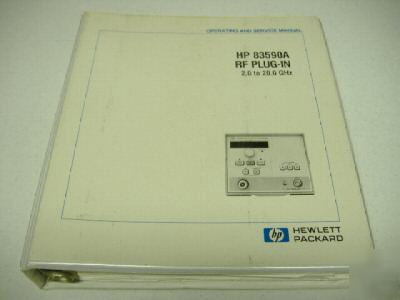 OPERATING AND SERVICE MANUAL
HP 83590A
RF PLUG-IN
2.0 to 20.0 GHz
hp HEWLETT
PACKARD